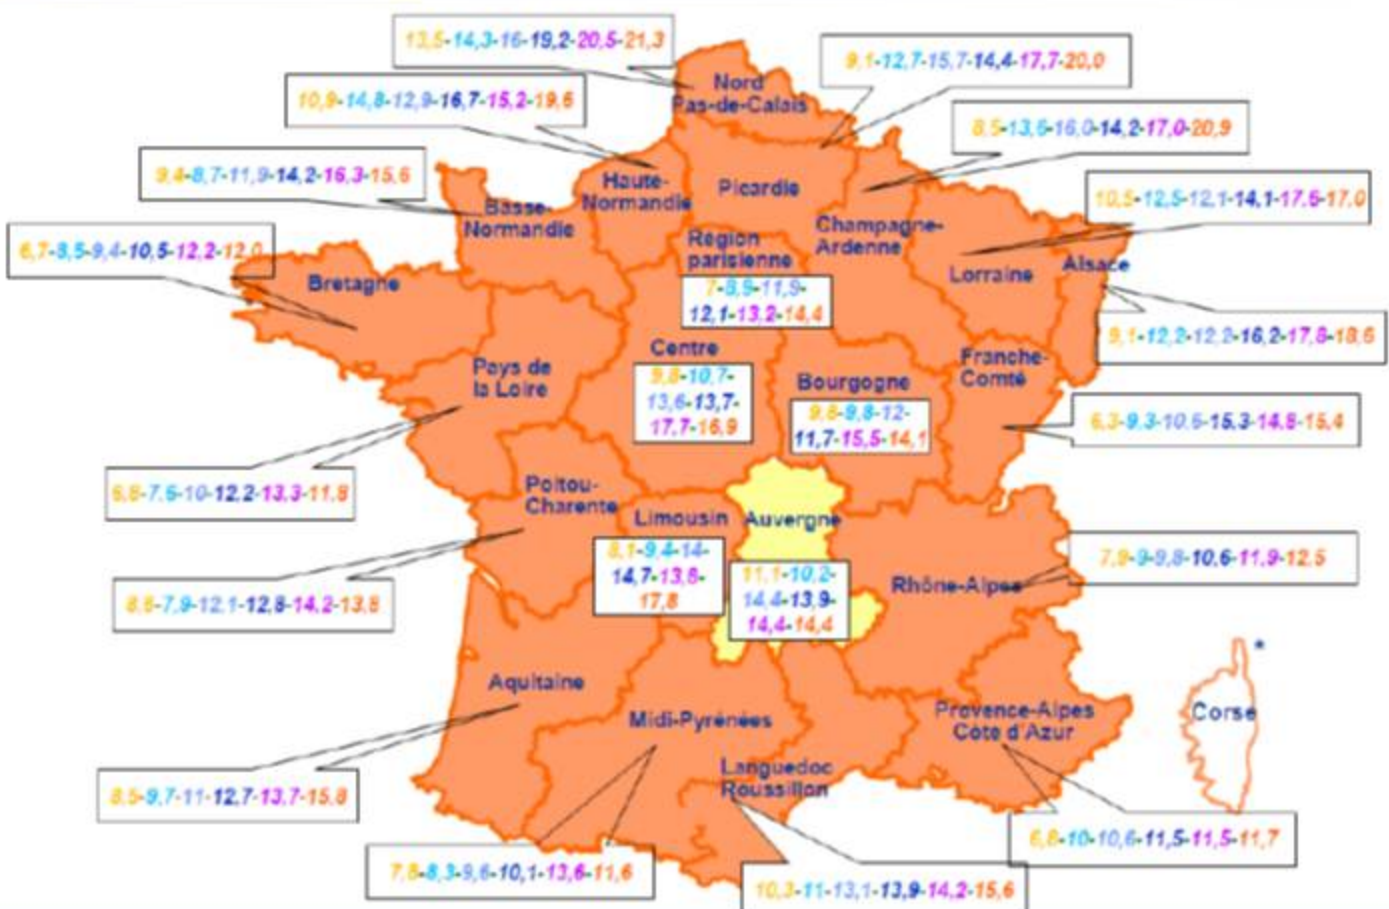 13,5-14,3-16-19,2-20,5-21,3
9,1-12,7-15,7-14,4-17,7-20,0
Nord
Pas-de-Calais
10,9-14,8-12,9-16,7-15,2-19,6
8,5-13,6-16,0-14,2-17,0-20,9
9,4-8,7-11,9-14,2-16,3-15,6
Haute-
Normandie
Picardie
10,5-12,5-12,1-14,1-17,6-17,0
Basse-
Normandie
Champagne-
Ardenne
6,7-8,5-9,4-10,5-12,2-12,0
Région
parisienne
Lorraine
Alsace
Bretagne
7-8,9-11,9-
12,1-13,2-14,4
9,1-12,2-12,2-16,2-17,8-18,6
Centre
9,8-10,7-
13,6-13,7-
17,7-16,9
Pays de
la Loire
Bourgogne
9,8-9,8-12-
11,7-15,5-14,1
Franche-
Comté
6,3-9,3-10,6-15,3-14,8-15,4
6,8-7,6-10-12,2-13,3-11,8
Poitou-
Charente
Limousin
8,1-9,4-14-
14,7-13,8-
17,8
Auvergne
11,1-10,2-
14,4-13,9-
14,4-14,4
7,9-9-9,8-10,6-11,9-12,5
Rhône-Alpes
8,8-7,9-12,1-12,8-14,2-13,8
Aquitaine
Midi-Pyrénées
Provence-Alpes
Côte d'Azur
*
Corse
Languedoc
Roussillon
8,5-9,7-11-12,7-13,7-15,8
6,8-10-10,6-11,5-11,5-11,7
7,8-8,3-9,6-10,1-13,6-11,6
10,3-11-13,1-13,9-14,2-15,6